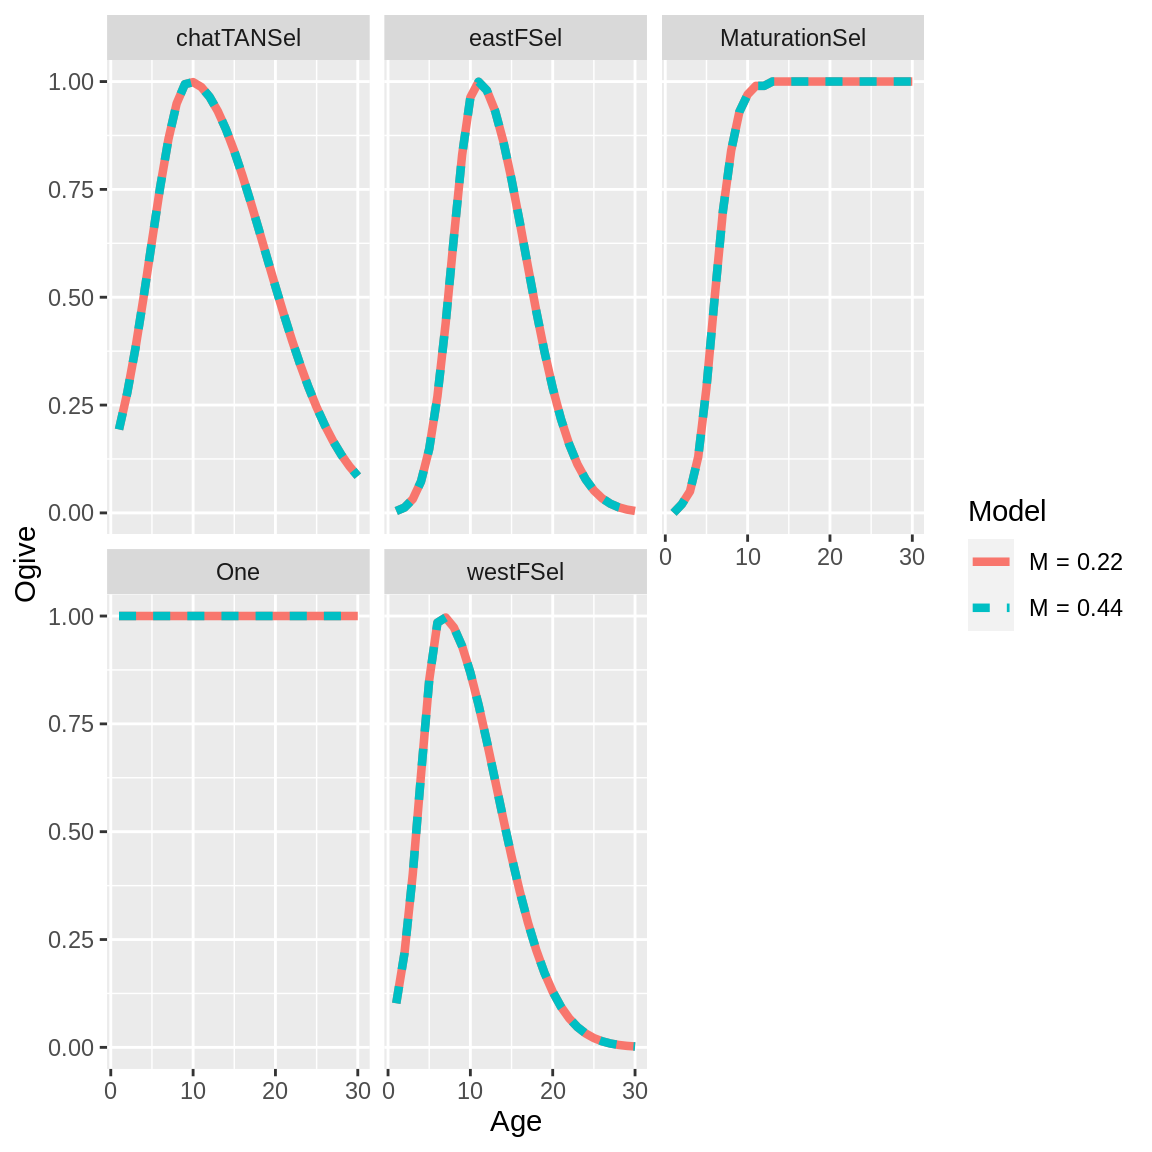 chatTANSel eastFSel MaturationSel
1.00
0.75
0.50
0.25
0.00
0 10 20 30
One westFSel
1.00
0.75
0.50
0.25
0.00
0 10 20 30 0 10 20 30
Age
Ogive
Model
M = 0.22
M = 0.44